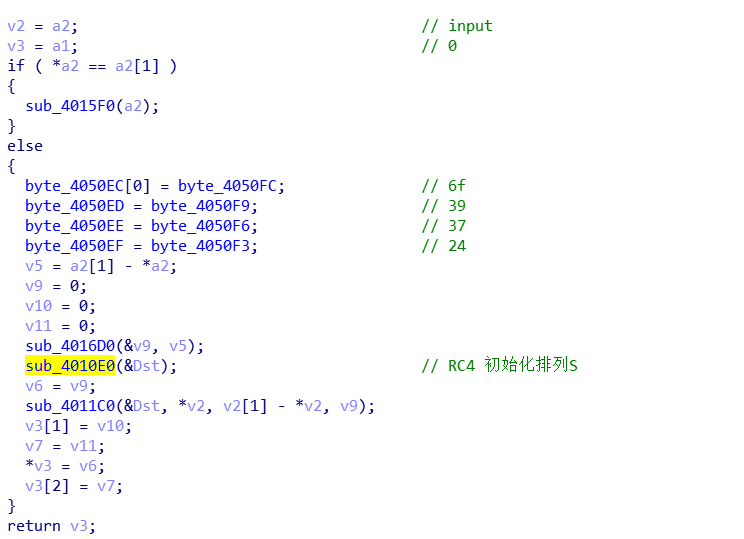 v2 = a2; // input
v3 = a1; // 0
if ( *a2 == a2[1] )
{
sub_4015F0(a2);
}
else
{
byte_4050EC[0] = byte_4050FC; // 6f
byte_4050ED = byte_4050F9; // 39
byte_4050EE = byte_4050F6; // 37
byte_4050EF = byte_4050F3; // 24
v5 = a2[1] - *a2;
v9 = 0;
v10 = 0;
v11 = 0;
sub_4016D0(&v9, v5);
sub_4010E0(&Dst); // RC4 初始化排列S
v6 = v9;
sub_4011C0(&Dst, *v2, v2[1] - *v2, v9);
v3[1] = v10;
v7 = v11;
*v3 = v6;
v3[2] = v7;
}
return v3;